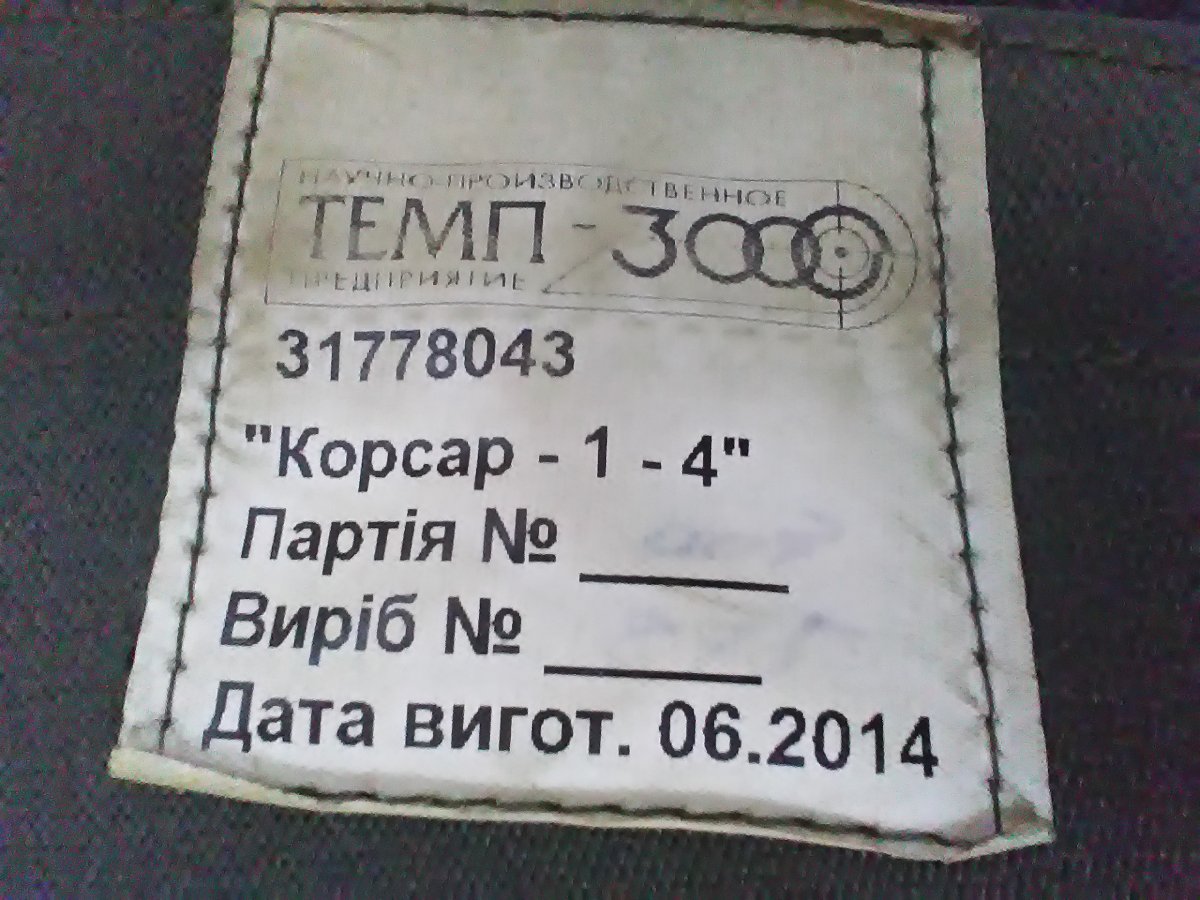 НАУЧНО-ПРОИЗВОДСТВЕННОЕ
ТЕМП - 3000
ПРЕДПРИЯТИЕ
31778043
"Корсар - 1 - 4"
Партія №
Виріб №
Дата вигот. 06.2014